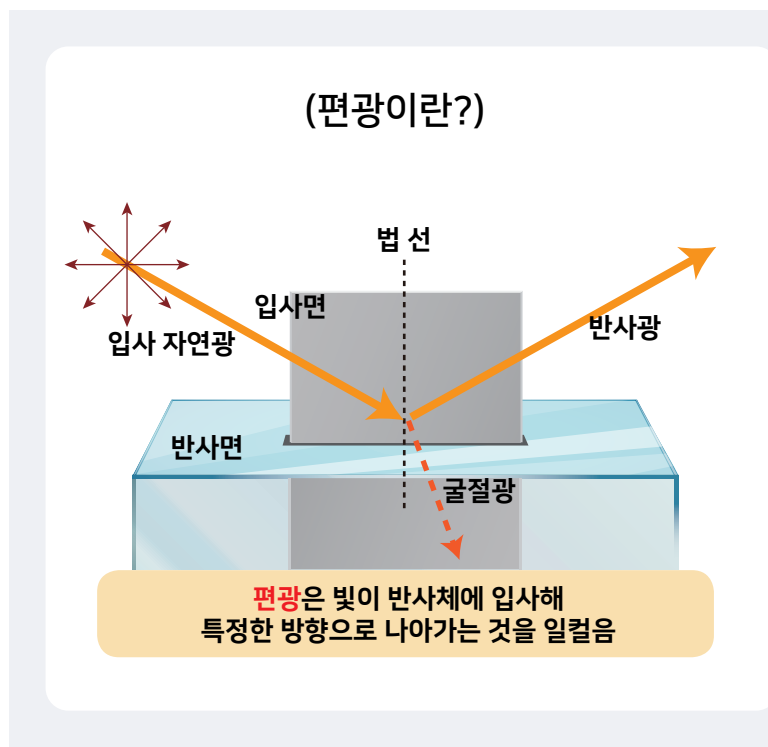 (편광이란?)
법 선
입사면
입사 자연광
반사광
반사면
굴절광
편광은 빛이 반사체에 입사해
특정한 방향으로 나아가는 것을 일컬음